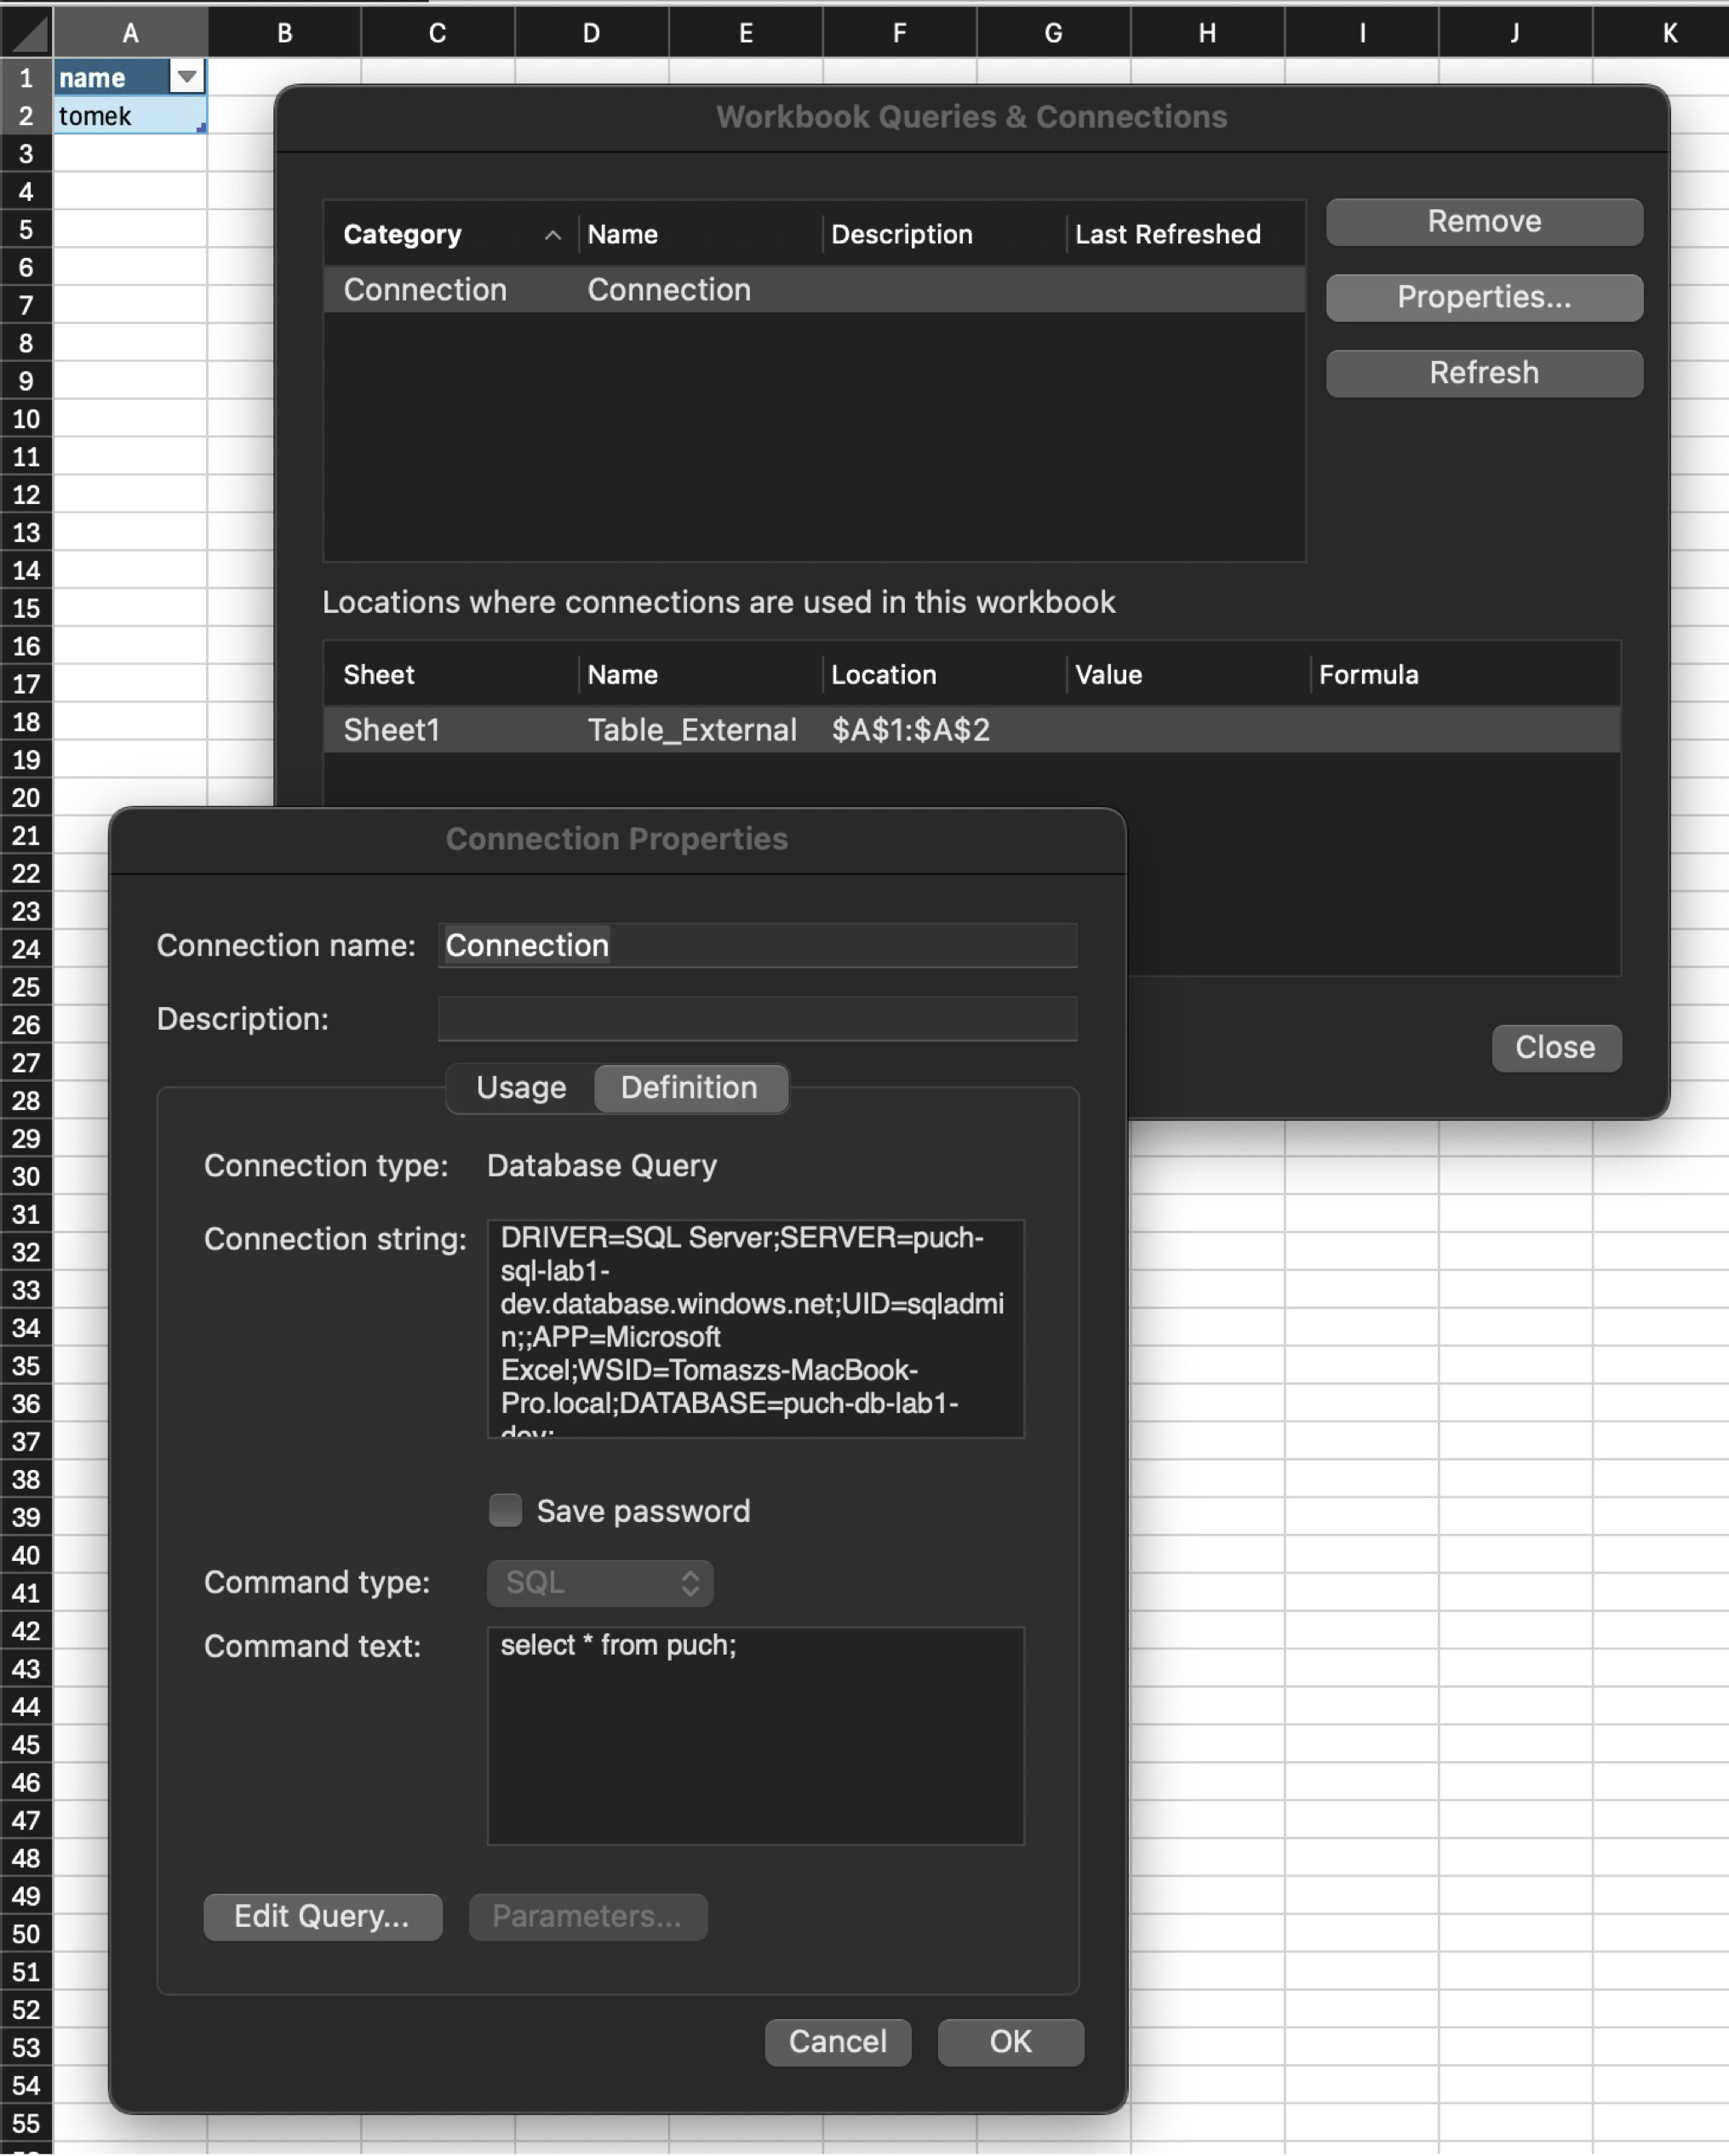 A B C D E F G H I J K
1 name
2 tomek
3
4
5
6
7
8
9
10
11
12
13
14
15
16
17
18
19
20
21
22
23
24
25
26
27
28
29
30
31
32
33
34
35
36
37
38
39
40
41
42
43
44
45
46
47
48
49
50
51
52
53
54
55
Workbook Queries & Connections
Category Name Description Last Refreshed
Connection Connection
Remove
Properties...
Refresh
Locations where connections are used in this workbook
Sheet Name Location Value Formula
Sheet1 Table_External $A$1:$A$2
Close
Connection Properties
Connection name: Connection
Description:
Usage Definition
Connection type: Database Query
Connection string: DRIVER=SQL Server;SERVER=puch-
sql-lab1-
dev.database.windows.net;UID=sqladmi
n;;APP=Microsoft
Excel;WSID=Tomaszs-MacBook-
Pro.local;DATABASE=puch-db-lab1-
dev;
Save password
Command type: SQL
Command text: select * from puch;
Edit Query... Parameters...
Cancel OK